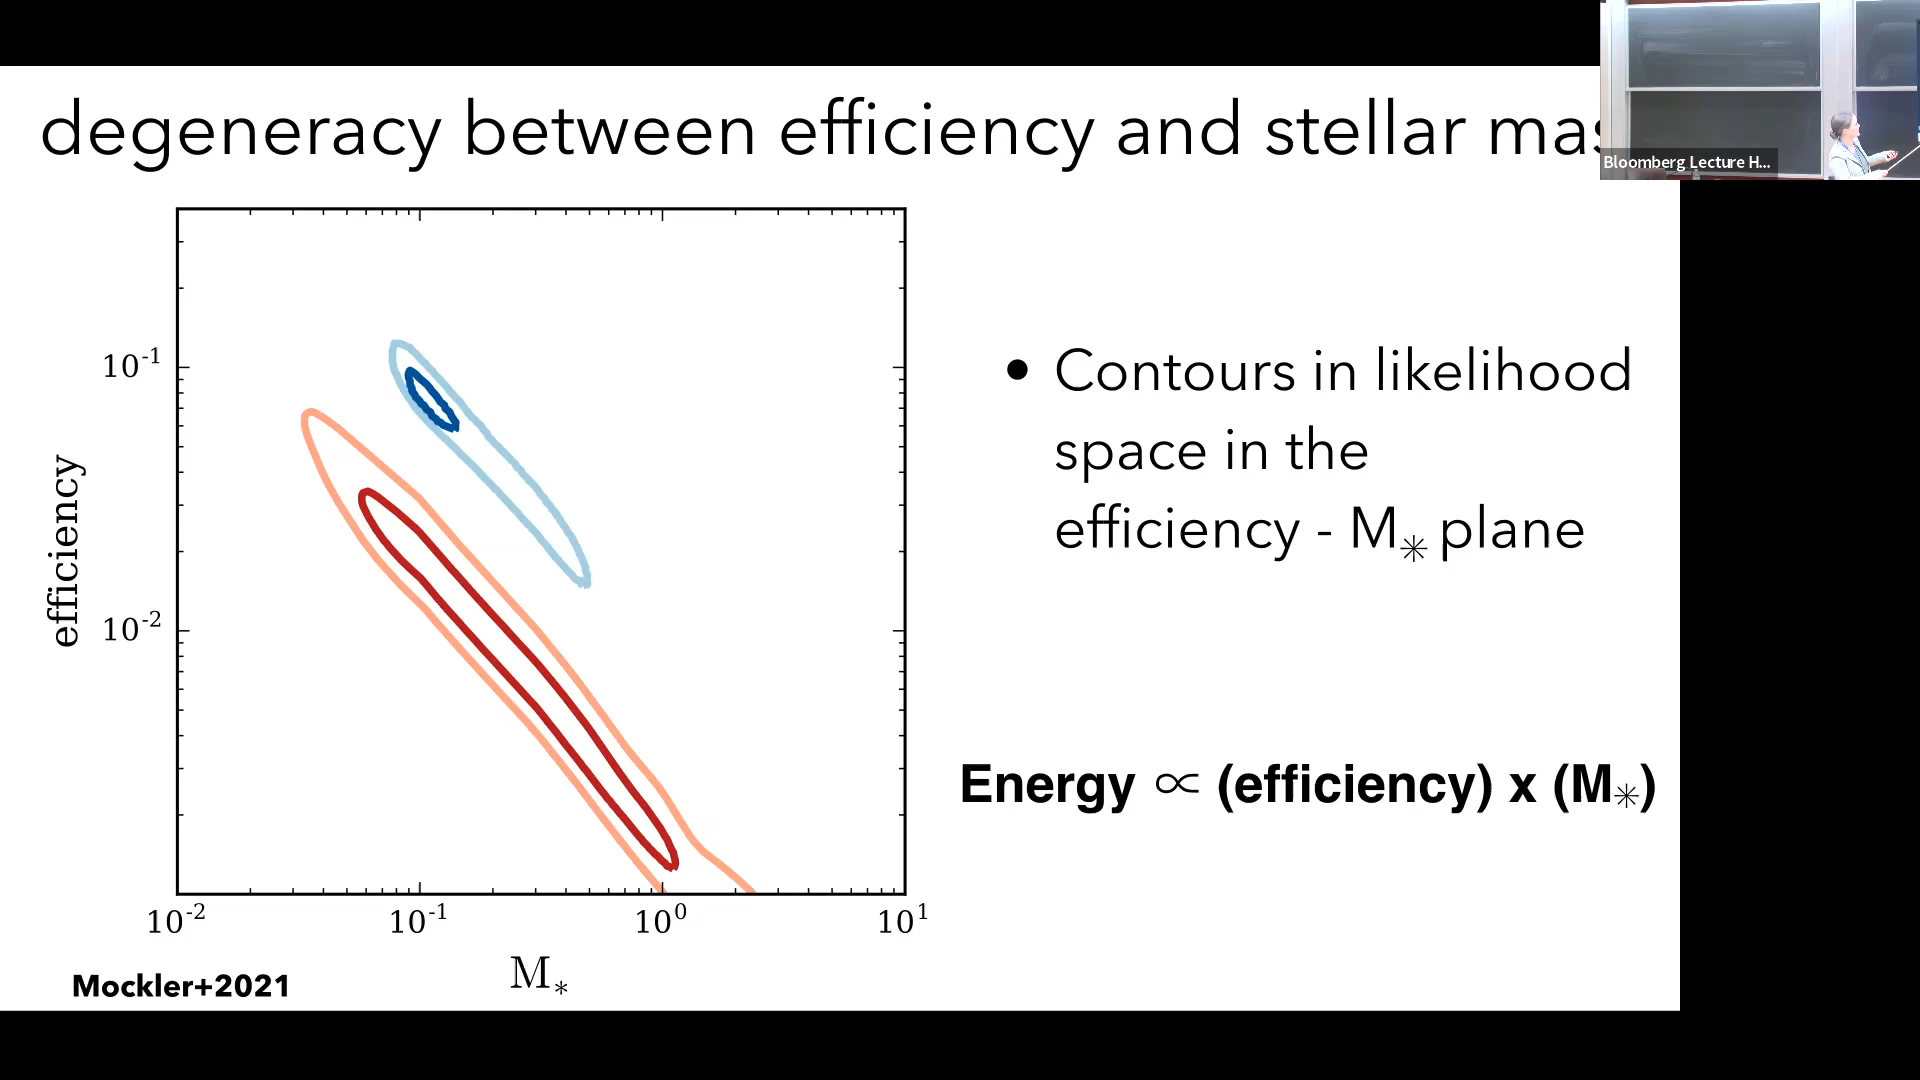 degeneracy between efficiency and stellar mas
Bloomberg Lecture H...
efficiency
10⁻¹
10⁻²
10⁻² 10⁻¹ 10⁰ 10¹
M*
Mockler+2021
• Contours in likelihood
space in the
efficiency - M* plane
Energy ∝ (efficiency) x (M*)